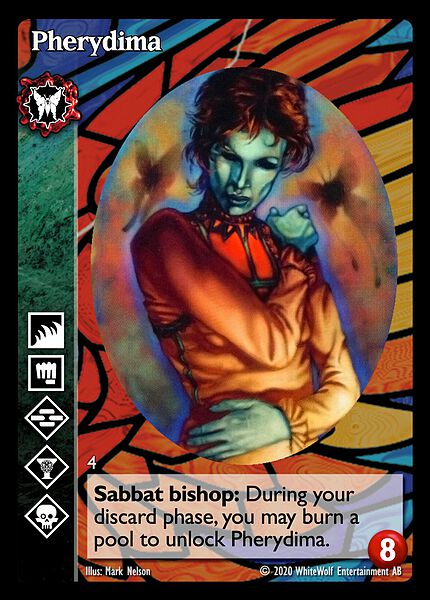 Pherydima
4
Sabbat bishop: During your
discard phase, you may burn a
pool to unlock Pherydima.
8
Illus: Mark Nelson
© 2020 WhiteWolf Entertainment AB